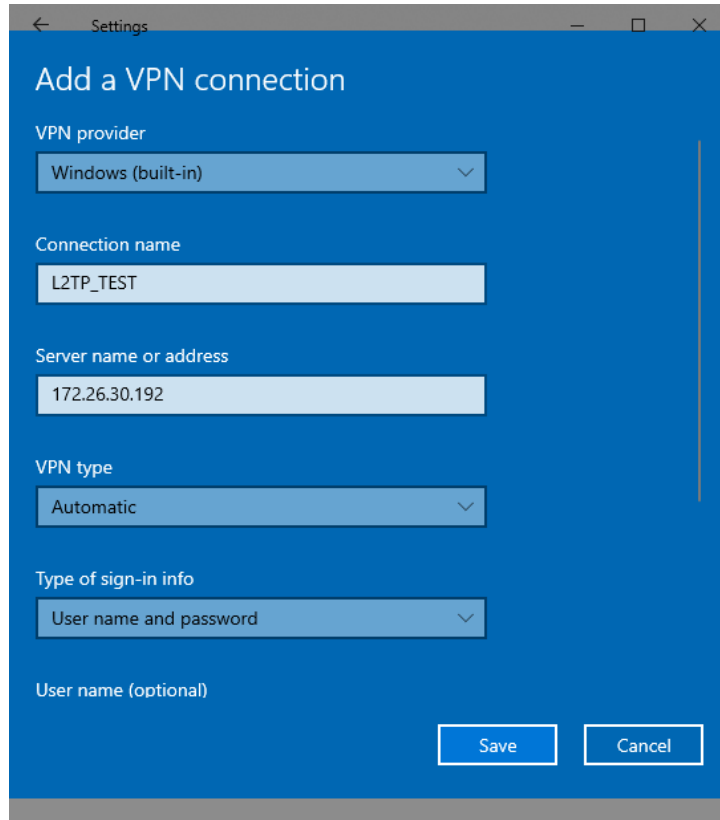 Settings
Add a VPN connection
VPN provider
Windows (built-in)
Connection name
L2TP_TEST
Server name or address
172.26.30.192
VPN type
Automatic
Type of sign-in info
User name and password
User name (optional)
Save Cancel